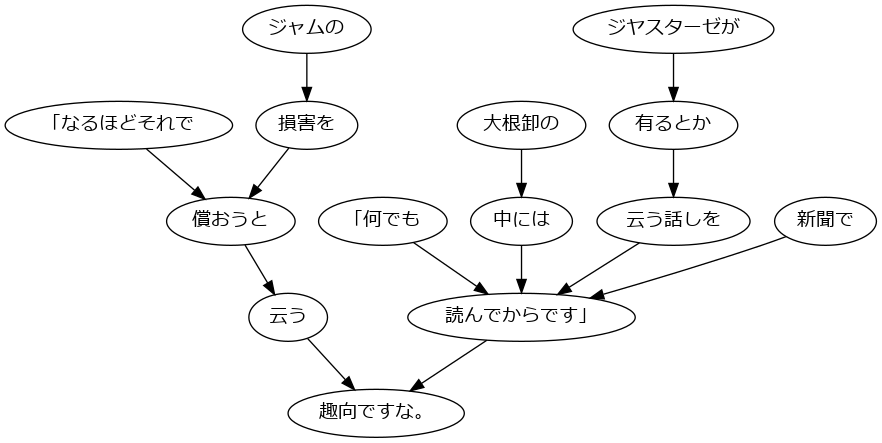 ジャムの
ジヤスターゼが
「なるほどそれで
損害を
大根卸の
有るとか
償おうと
「何でも
中には
云う話しを
新聞で
云う
読んでからです」
趣向ですな。